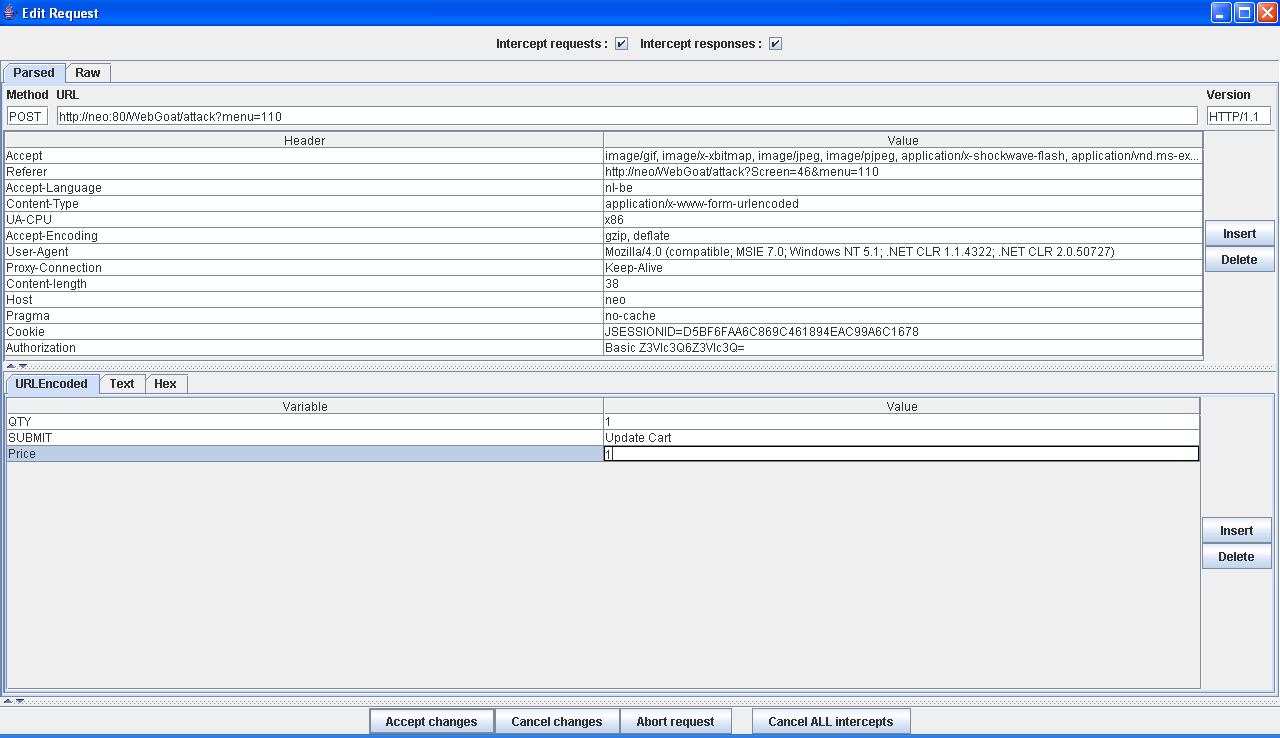 Edit Request
Intercept requests : Intercept responses :
Parsed Raw
Method URL Version
POST http://neo:80/WebGoat/attack?menu=110 HTTP/1.1
Header Value
Accept image/gif, image/x-xbitmap, image/jpeg, image/pjpeg, application/x-shockwave-flash, application/vnd.ms-ex...
Referer http://neo/WebGoat/attack?Screen=46&menu=110
Accept-Language nl-be
Content-Type application/x-www-form-urlencoded
UA-CPU x86
Accept-Encoding gzip, deflate
User-Agent Mozilla/4.0 (compatible; MSIE 7.0; Windows NT 5.1; .NET CLR 1.1.4322; .NET CLR 2.0.50727)
Proxy-Connection Keep-Alive
Content-length 38
Host neo
Pragma no-cache
Cookie JSESSIONID=D5BF6FAA6C869C461894EAC99A6C1678
Authorization Basic Z3Vlc3Q6Z3Vlc3Q=
Insert
Delete
URLEncoded Text Hex
Variable Value
QTY 1
SUBMIT Update Cart
Price 1
Insert
Delete
Accept changes Cancel changes Abort request Cancel ALL intercepts